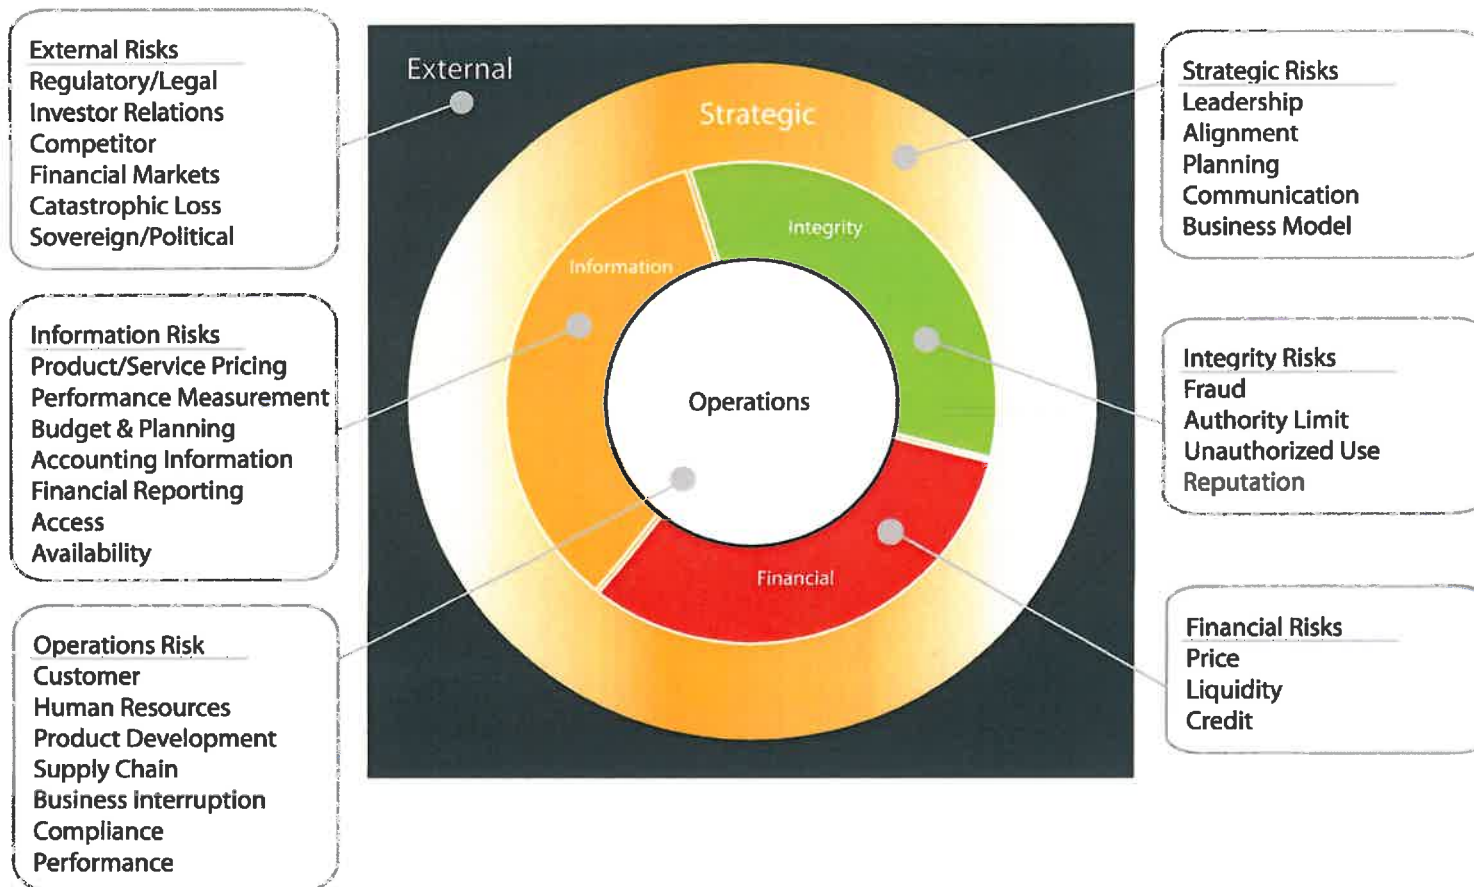 External Risks
Regulatory/Legal
Investor Relations
Competitor
Financial Markets
Catastrophic Loss
Sovereign/Political
Information Risks
Product/Service Pricing
Performance Measurement
Budget & Planning
Accounting Information
Financial Reporting
Access
Availability
Operations Risk
Customer
Human Resources
Product Development
Supply Chain
Business Interruption
Compliance
Performance
External
Strategic
Integrity
Information
Operations
Financial
Strategic Risks
Leadership
Alignment
Planning
Communication
Business Model
Integrity Risks
Fraud
Authority Limit
Unauthorized Use
Reputation
Financial Risks
Price
Liquidity
Credit